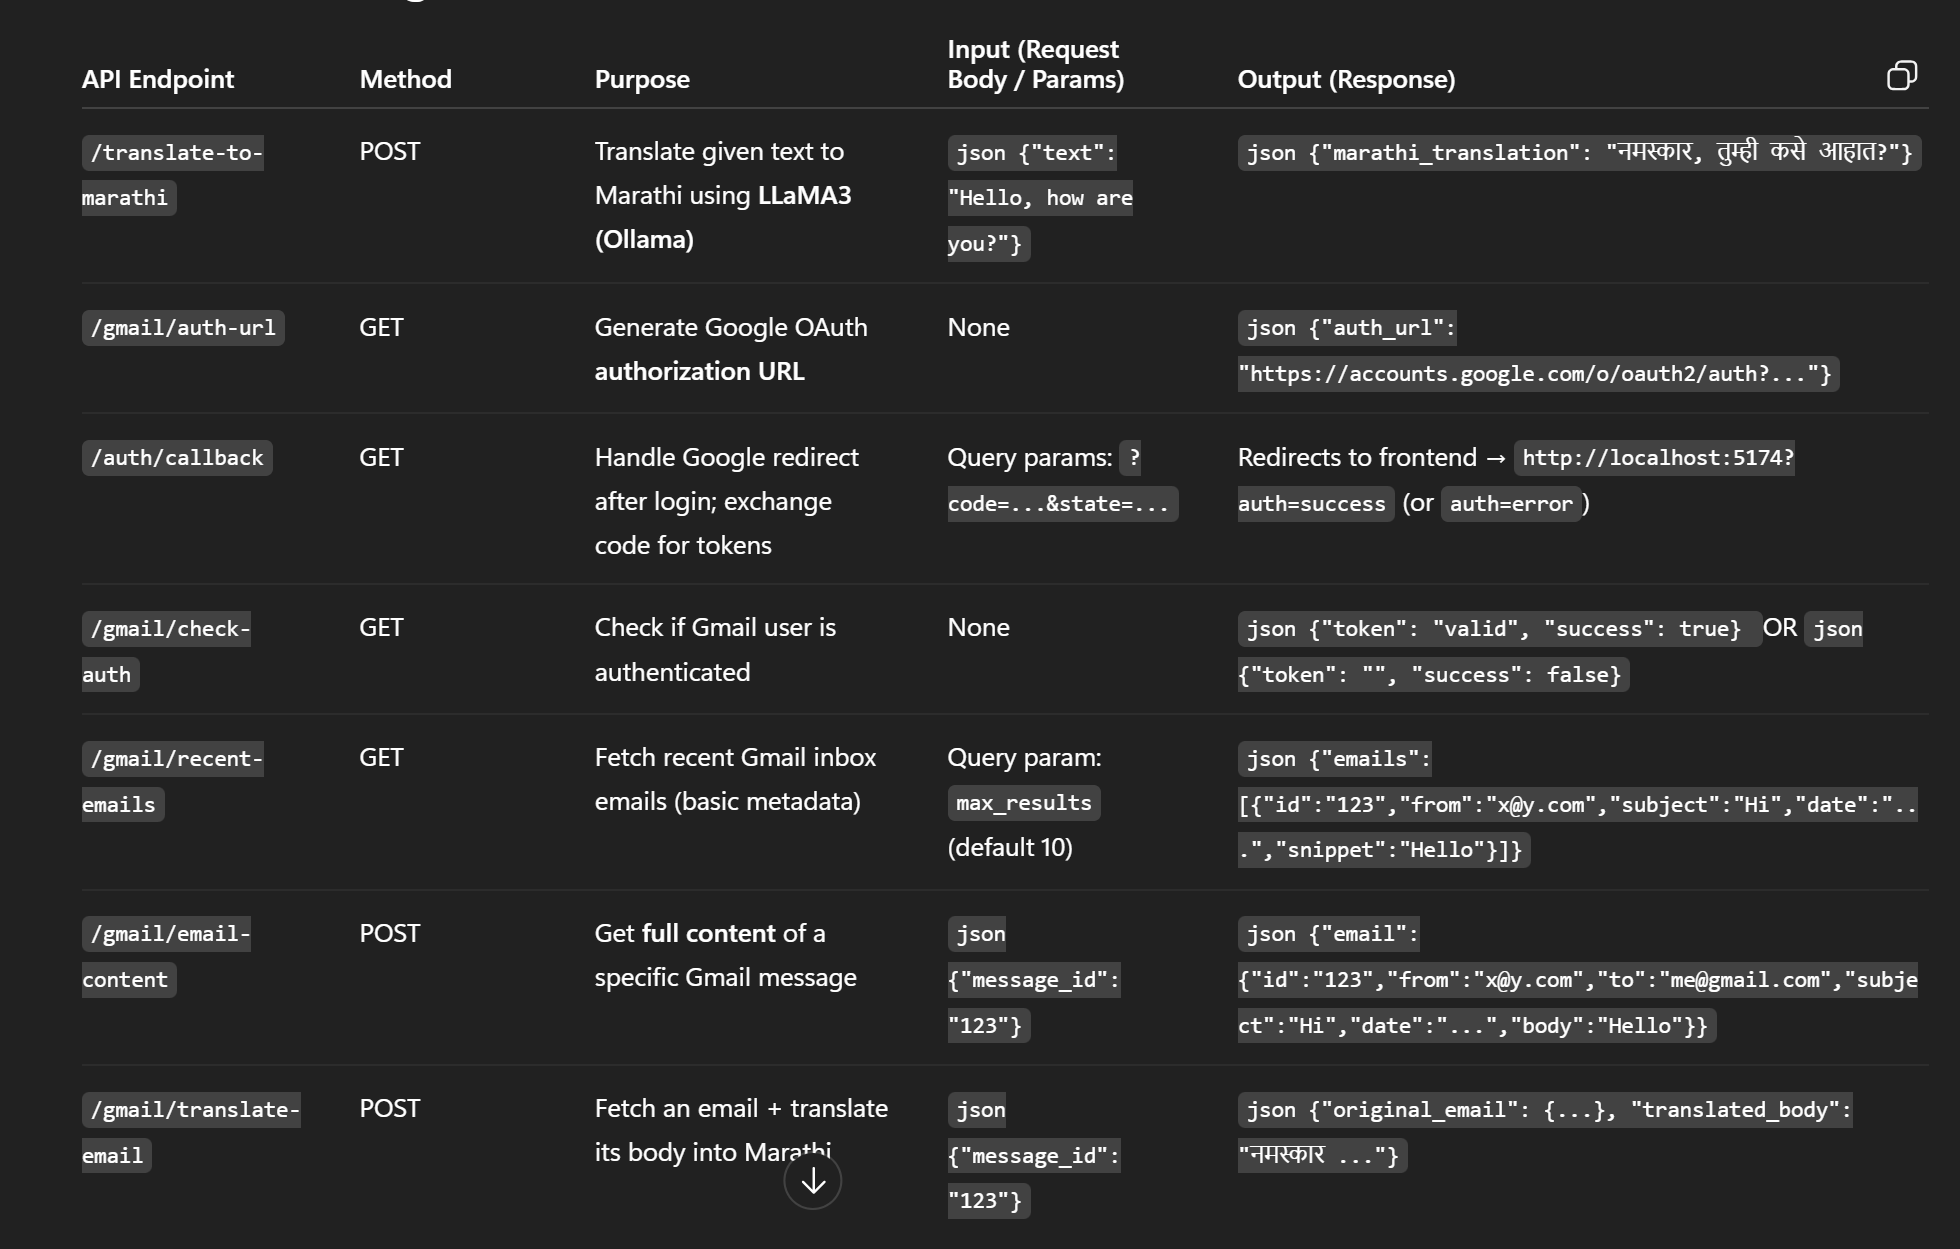 API Endpoint
Method
Purpose
Input (Request
Body / Params)
Output (Response)
/translate-to-
marathi
POST
Translate given text to
Marathi using LLaMA3
(Ollama)
json {"text":
"Hello, how are
you?"}
json {"marathi_translation": "नमस्कार, तुम्ही कसे आहात?"}
/gmail/auth-url
GET
Generate Google OAuth
authorization URL
None
json {"auth_url":
"https://accounts.google.com/o/oauth2/auth?..."}
/auth/callback
GET
Handle Google redirect
after login; exchange
code for tokens
Query params: ?
code=...&state=...
Redirects to frontend → http://localhost:5174?
auth=success (or auth=error)
/gmail/check-
auth
GET
Check if Gmail user is
authenticated
None
json {"token": "valid", "success": true} OR json
{"token": "", "success": false}
/gmail/recent-
emails
GET
Fetch recent Gmail inbox
emails (basic metadata)
Query param:
max_results
(default 10)
json {"emails":
[{"id":"123","from":"x@y.com","subject":"Hi","date":"..
.","snippet":"Hello"}]}
/gmail/email-
content
POST
Get full content of a
specific Gmail message
json
{"message_id":
"123"}
json {"email":
{"id":"123","from":"x@y.com","to":"me@gmail.com","subje
ct":"Hi","date":"...","body":"Hello"}}
/gmail/translate-
email
POST
Fetch an email + translate
its body into Marathi
json
{"message_id":
"123"}
json {"original_email": {...}, "translated_body":
"नमस्कार ..."}